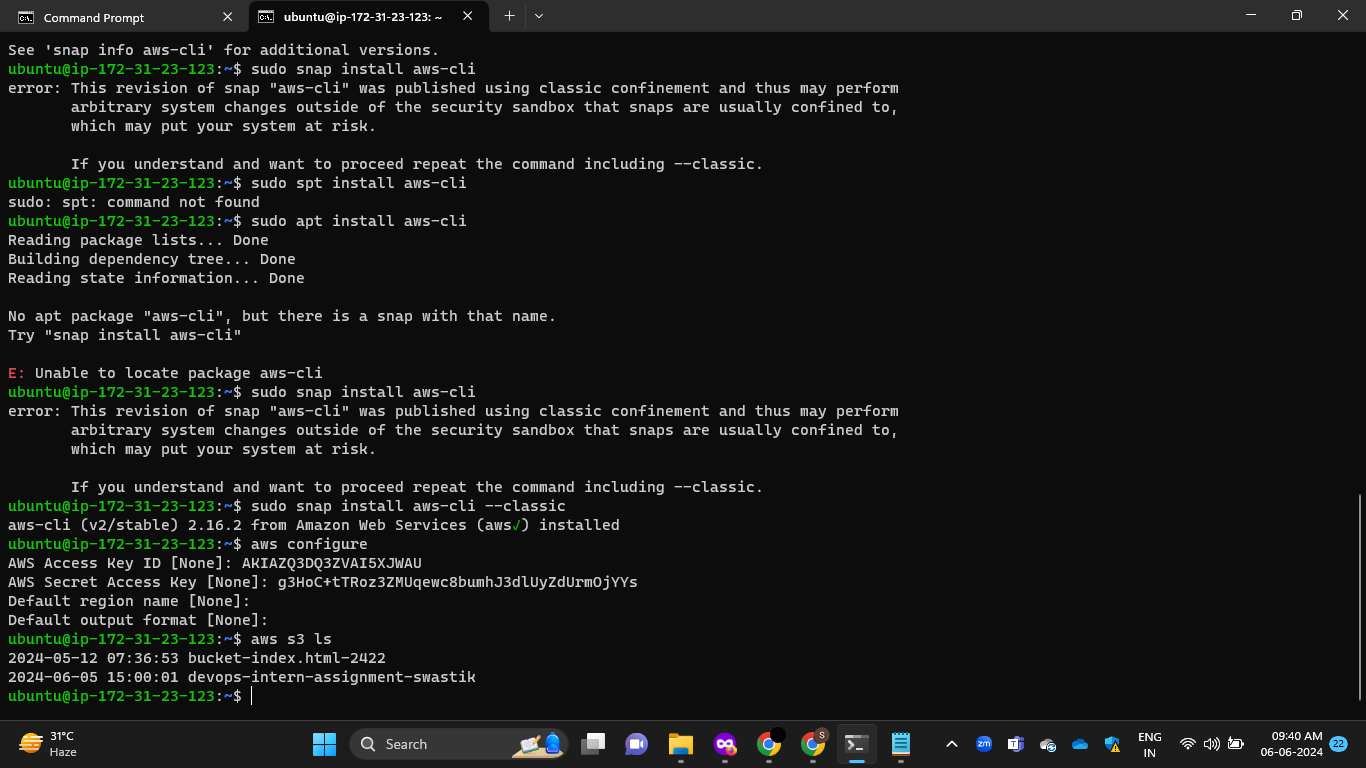 Command Prompt
ubuntu@ip-172-31-23-123: ~
See 'snap info aws-cli' for additional versions.
ubuntu@ip-172-31-23-123:~$ sudo snap install aws-cli
error: This revision of snap "aws-cli" was published using classic confinement and thus may perform
arbitrary system changes outside of the security sandbox that snaps are usually confined to,
which may put your system at risk.
If you understand and want to proceed repeat the command including --classic.
ubuntu@ip-172-31-23-123:~$ sudo spt install aws-cli
sudo: spt: command not found
ubuntu@ip-172-31-23-123:~$ sudo apt install aws-cli
Reading package lists... Done
Building dependency tree... Done
Reading state information... Done
No apt package "aws-cli", but there is a snap with that name.
Try "snap install aws-cli"
E: Unable to locate package aws-cli
ubuntu@ip-172-31-23-123:~$ sudo snap install aws-cli
error: This revision of snap "aws-cli" was published using classic confinement and thus may perform
arbitrary system changes outside of the security sandbox that snaps are usually confined to,
which may put your system at risk.
If you understand and want to proceed repeat the command including --classic.
ubuntu@ip-172-31-23-123:~$ sudo snap install aws-cli --classic
aws-cli (v2/stable) 2.16.2 from Amazon Web Services (aws✓) installed
ubuntu@ip-172-31-23-123:~$ aws configure
AWS Access Key ID [None]: AKIAZQ3DQ3ZVAI5XJWAU
AWS Secret Access Key [None]: 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
Default region name [None]:
Default output format [None]:
ubuntu@ip-172-31-23-123:~$ aws s3 ls
2024-05-12 07:36:53 bucket-index.html-2422
2024-06-05 15:00:01 devops-intern-assignment-swastik
ubuntu@ip-172-31-23-123:~$
31°C
Haze
Search
S
zm
ENG
IN
09:40 AM
06-06-2024
22